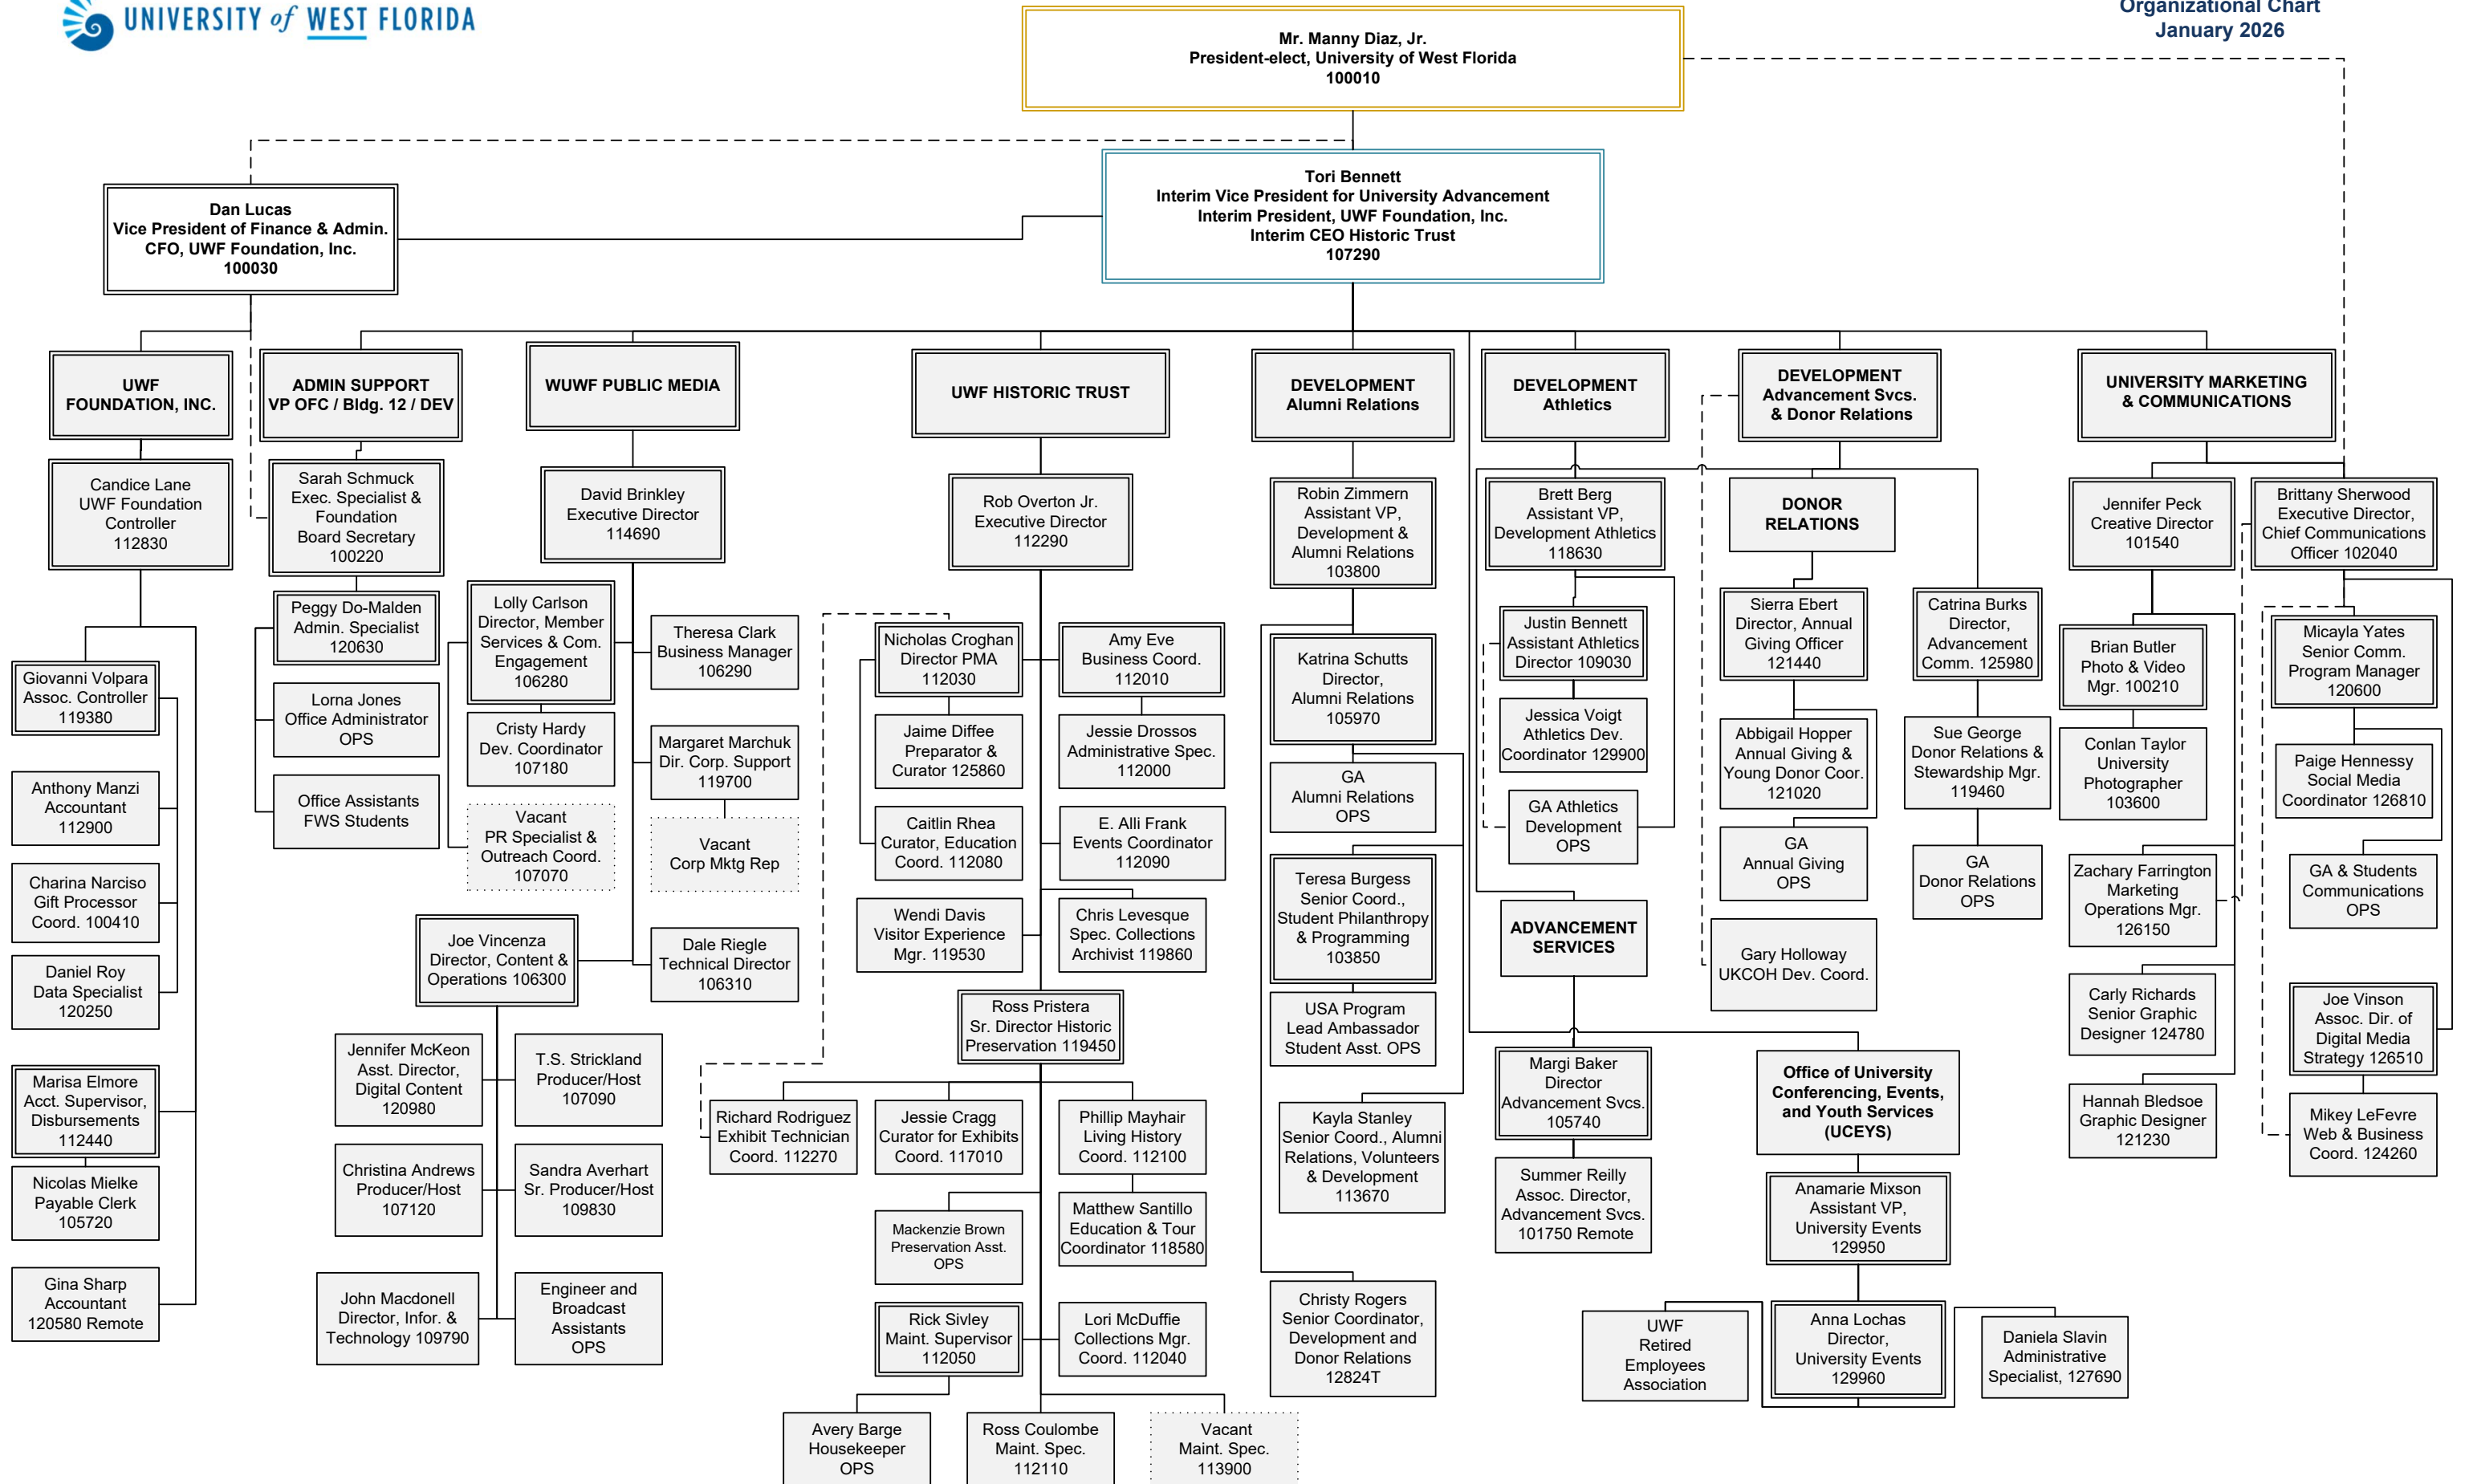 UNIVERSITY of WEST FLORIDA
Organizational Chart
January 2026
Mr. Manny Diaz, Jr.
President-elect, University of West Florida
100010
Tori Bennett
Interim Vice President for University Advancement
Interim President, UWF Foundation, Inc.
Interim CEO Historic Trust
107290
Dan Lucas
Vice President of Finance & Admin.
CFO, UWF Foundation, Inc.
100030
UWF
FOUNDATION, INC.
Candice Lane
UWF Foundation
Controller
112830
Giovanni Volpara
Assoc. Controller
119380
Anthony Manzi
Accountant
112900
Charina Narciso
Gift Processor
Coord. 100410
Daniel Roy
Data Specialist
120250
Marisa Elmore
Acct. Supervisor,
Disbursements
112440
Nicolas Mielke
Payable Clerk
105720
Gina Sharp
Accountant
120580 Remote
ADMIN SUPPORT
VP OFC / Bldg. 12 / DEV
Sarah Schmuck
Exec. Specialist &
Foundation
Board Secretary
100220
Peggy Do-Malden
Admin. Specialist
120630
Lorna Jones
Office Administrator
OPS
Office Assistants
FWS Students
WUWF PUBLIC MEDIA
David Brinkley
Executive Director
114690
Lolly Carlson
Director, Member
Services & Com.
Engagement
106280
Cristy Hardy
Dev. Coordinator
107180
Vacant
PR Specialist &
Outreach Coord.
107070
Theresa Clark
Business Manager
106290
Margaret Marchuk
Dir. Corp. Support
119700
Vacant
Corp Mktg Rep
Joe Vincenza
Director, Content &
Operations 106300
Dale Riegle
Technical Director
106310
Jennifer McKeon
Asst. Director,
Digital Content
120980
T.S. Strickland
Producer/Host
107090
Christina Andrews
Producer/Host
107120
Sandra Averhart
Sr. Producer/Host
109830
John Macdonell
Director, Infor. &
Technology 109790
Engineer and
Broadcast
Assistants
OPS
UWF HISTORIC TRUST
Rob Overton Jr.
Executive Director
112290
Nicholas Croghan
Director PMA
112030
Amy Eve
Business Coord.
112010
Jaime Diffee
Preparator &
Curator 125860
Jessie Drossos
Administrative Spec.
112000
Caitlin Rhea
Curator, Education
Coord. 112080
E. Alli Frank
Events Coordinator
112090
Wendi Davis
Visitor Experience
Mgr. 119530
Chris Levesque
Spec. Collections
Archivist 119860
Ross Pristera
Sr. Director Historic
Preservation 119450
Richard Rodriguez
Exhibit Technician
Coord. 112270
Jessie Cragg
Curator for Exhibits
Coord. 117010
Phillip Mayhair
Living History
Coord. 112100
Mackenzie Brown
Preservation Asst.
OPS
Matthew Santillo
Education & Tour
Coordinator 118580
Rick Sivley
Maint. Supervisor
112050
Lori McDuffie
Collections Mgr.
Coord. 112040
Avery Barge
Housekeeper
OPS
Ross Coulombe
Maint. Spec.
112110
Vacant
Maint. Spec.
113900
DEVELOPMENT
Alumni Relations
Robin Zimmern
Assistant VP,
Development &
Alumni Relations
103800
Katrina Schutts
Director,
Alumni Relations
105970
GA
Alumni Relations
OPS
Teresa Burgess
Senior Coord.,
Student Philanthropy
& Programming
103850
USA Program
Lead Ambassador
Student Asst. OPS
Kayla Stanley
Senior Coord., Alumni
Relations, Volunteers
& Development
113670
Christy Rogers
Senior Coordinator,
Development and
Donor Relations
12824T
DEVELOPMENT
Athletics
Brett Berg
Assistant VP,
Development Athletics
118630
Justin Bennett
Assistant Athletics
Director 109030
Jessica Voigt
Athletics Dev.
Coordinator 129900
GA Athletics
Development
OPS
DEVELOPMENT
Advancement Svcs.
& Donor Relations
DONOR
RELATIONS
Sierra Ebert
Director, Annual
Giving Officer
121440
Abbigail Hopper
Annual Giving &
Young Donor Coor.
121020
GA
Annual Giving
OPS
Catrina Burks
Director,
Advancement
Comm. 125980
Sue George
Donor Relations &
Stewardship Mgr.
119460
GA
Donor Relations
OPS
Gary Holloway
UKCOH Dev. Coord.
ADVANCEMENT
SERVICES
Margi Baker
Director
Advancement Svcs.
105740
Summer Reilly
Assoc. Director,
Advancement Svcs.
101750 Remote
Office of University
Conferencing, Events,
and Youth Services
(UCEYS)
Anamarie Mixson
Assistant VP,
University Events
129950
UWF
Retired
Employees
Association
Anna Lochas
Director,
University Events
129960
Daniela Slavin
Administrative
Specialist, 127690
UNIVERSITY MARKETING
& COMMUNICATIONS
Jennifer Peck
Creative Director
101540
Brian Butler
Photo & Video
Mgr. 100210
Conlan Taylor
University
Photographer
103600
Zachary Farrington
Marketing
Operations Mgr.
126150
Carly Richards
Senior Graphic
Designer 124780
Hannah Bledsoe
Graphic Designer
121230
Brittany Sherwood
Executive Director,
Chief Communications
Officer 102040
Micayla Yates
Senior Comm.
Program Manager
120600
Paige Hennessy
Social Media
Coordinator 126810
GA & Students
Communications
OPS
Joe Vinson
Assoc. Dir. of
Digital Media
Strategy 126510
Mikey LeFevre
Web & Business
Coord. 124260